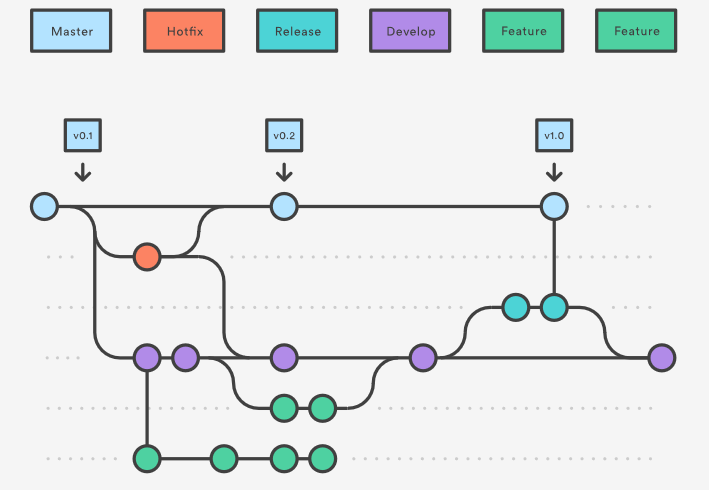 Master
Hotfix
Release
Develop
Feature
Feature
v0.1
v0.2
v1.0